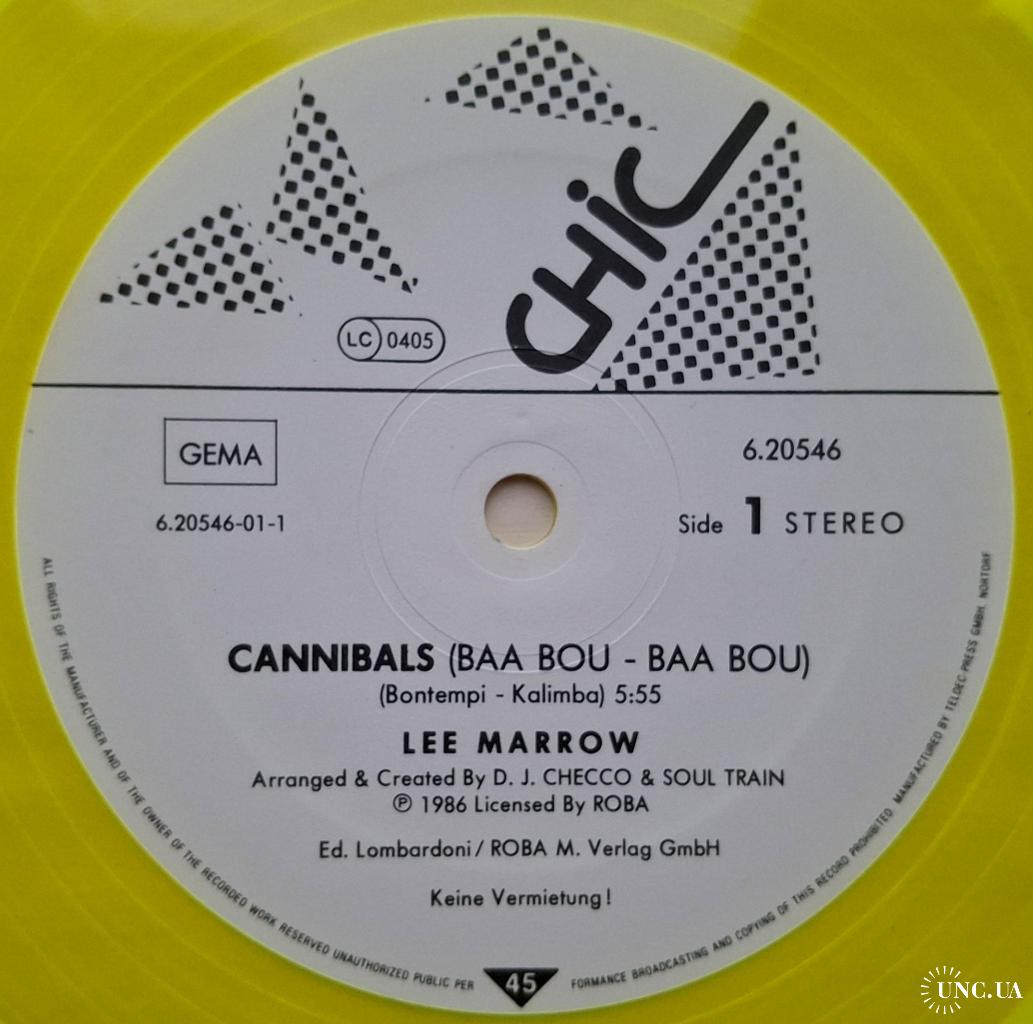 CHIC
LC 0405
GEMA
6.20546
6.20546-01-1
Side 1 STEREO
CANNIBALS (BAA BOU - BAA BOU)
(Bontempi - Kalimba) 5:55
LEE MARROW
Arranged & Created By D. J. CHECCO & SOUL TRAIN
℗ 1986 Licensed By ROBA
Ed. Lombardoni / ROBA M. Verlag GmbH
Keine Vermietung!
ALL RIGHTS OF THE MANUFACTURER AND OF THE OWNER OF THE RECORDED WORK RESERVED UNAUTHORIZED PUBLIC PER
45
FORMANCE BROADCASTING AND COPYING OF THIS RECORD PROHIBITED. MANUFACTURED BY TELDEC-PRESS GMBH, NORTORF
UNC.UA